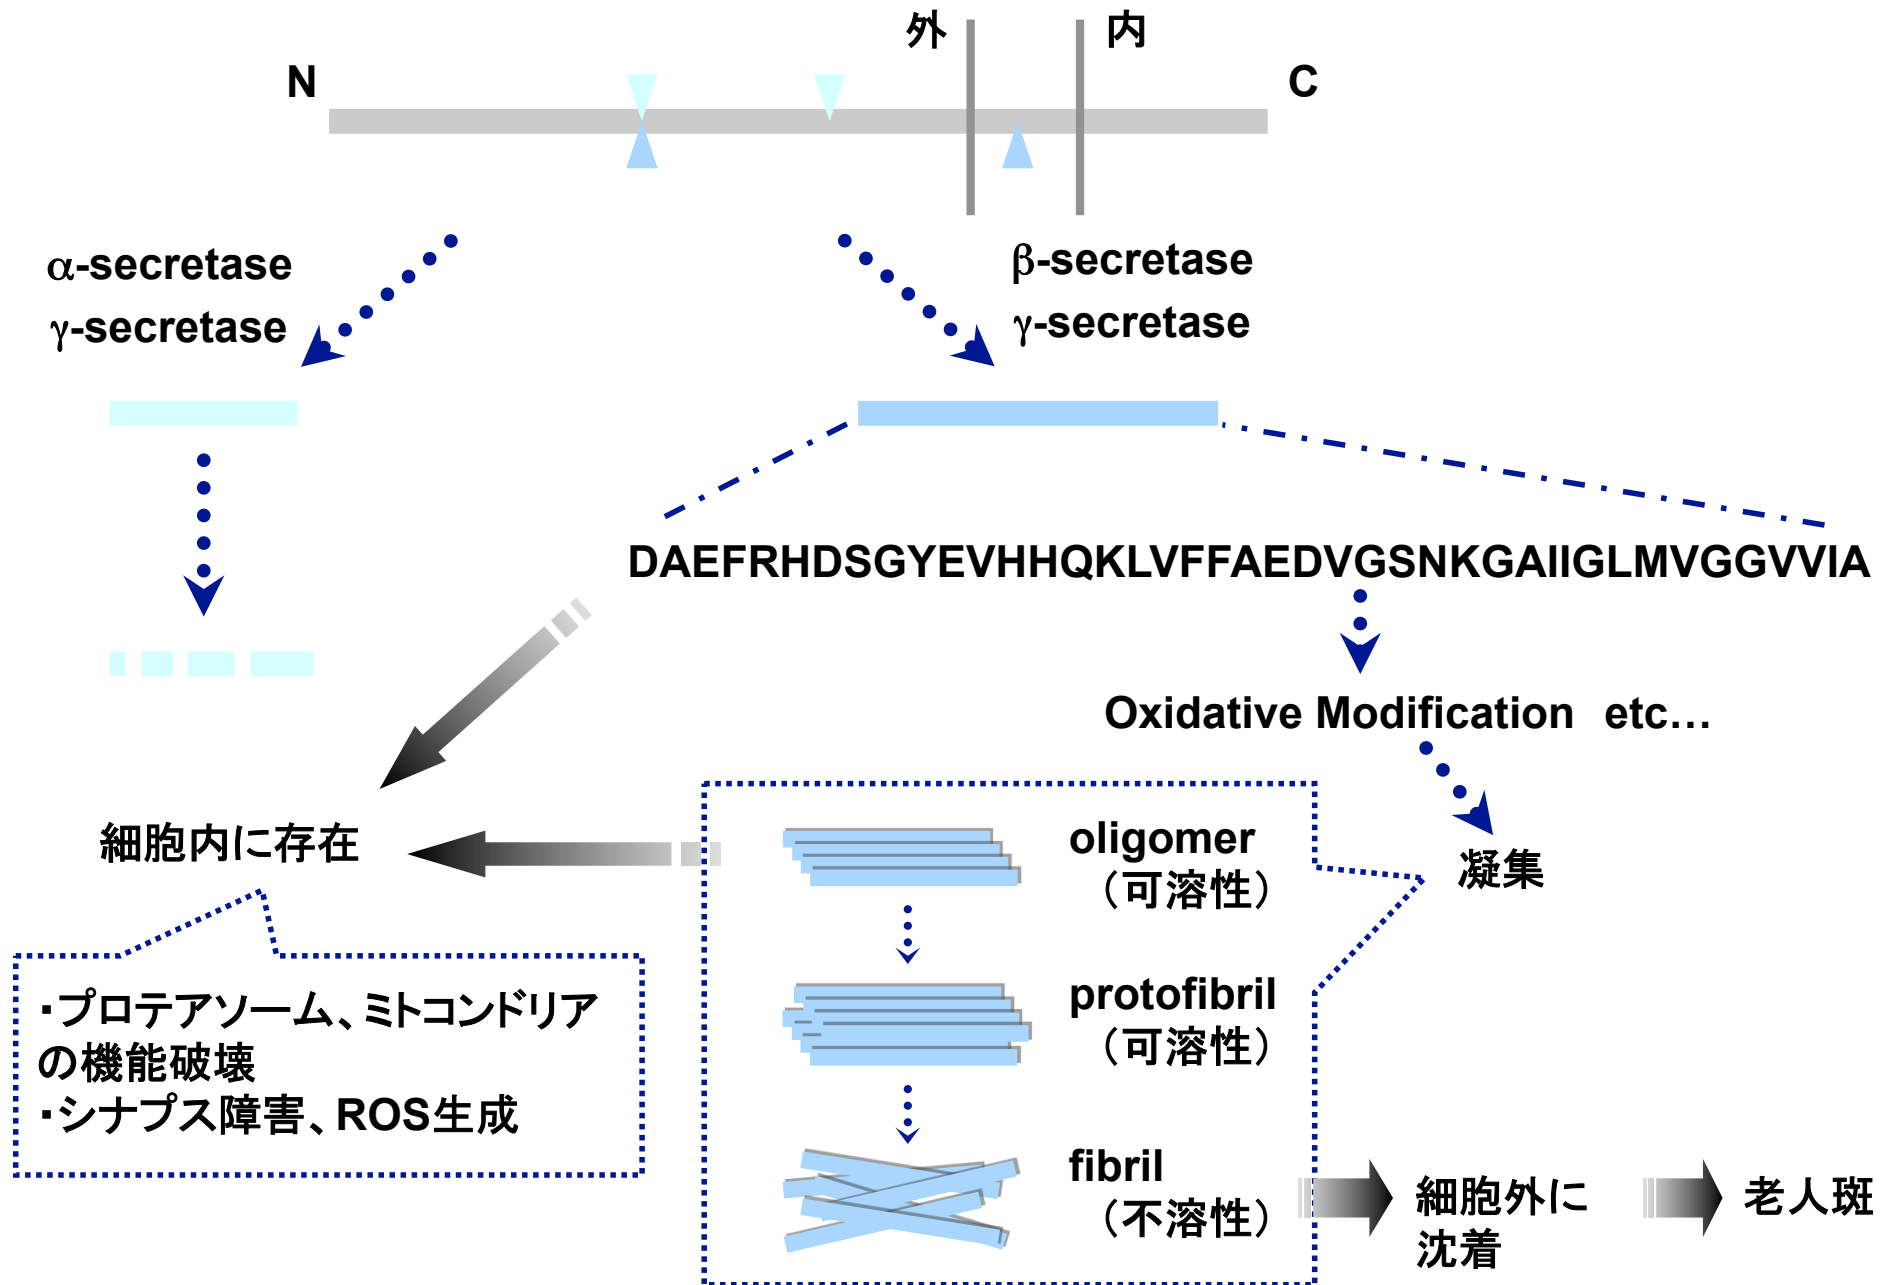 外
内
N
C
α-secretase
γ-secretase
β-secretase
γ-secretase
DAEFRHDSGYEVHHQKLVFFAEDVGSNKGAIIGLMVGGVVIA
Oxidative Modification etc…
細胞内に存在
oligomer
（可溶性）
凝集
・プロテアソーム、ミトコンドリア
の機能破壊
・シナプス障害、ROS生成
protofibril
（可溶性）
fibril
（不溶性）
細胞外に
沈着
老人斑